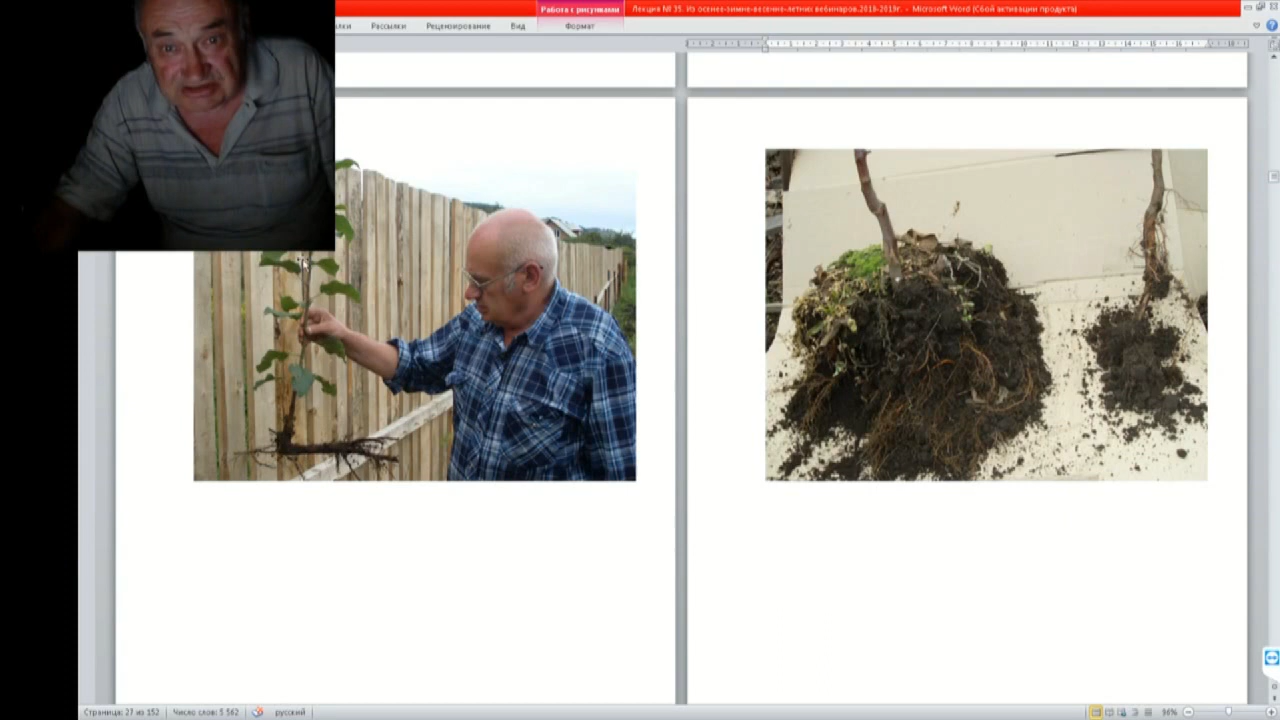 Работа с рисунками
Лекция № 35. Из осенне-зимне-весенне-летних вебинаров.2018-2019г. - Microsoft Word (Сбой активации продукта)
Рассылки
Рецензирование
Вид
Формат
Страница: 27 из 152
Число слов: 5 562
русский
96%